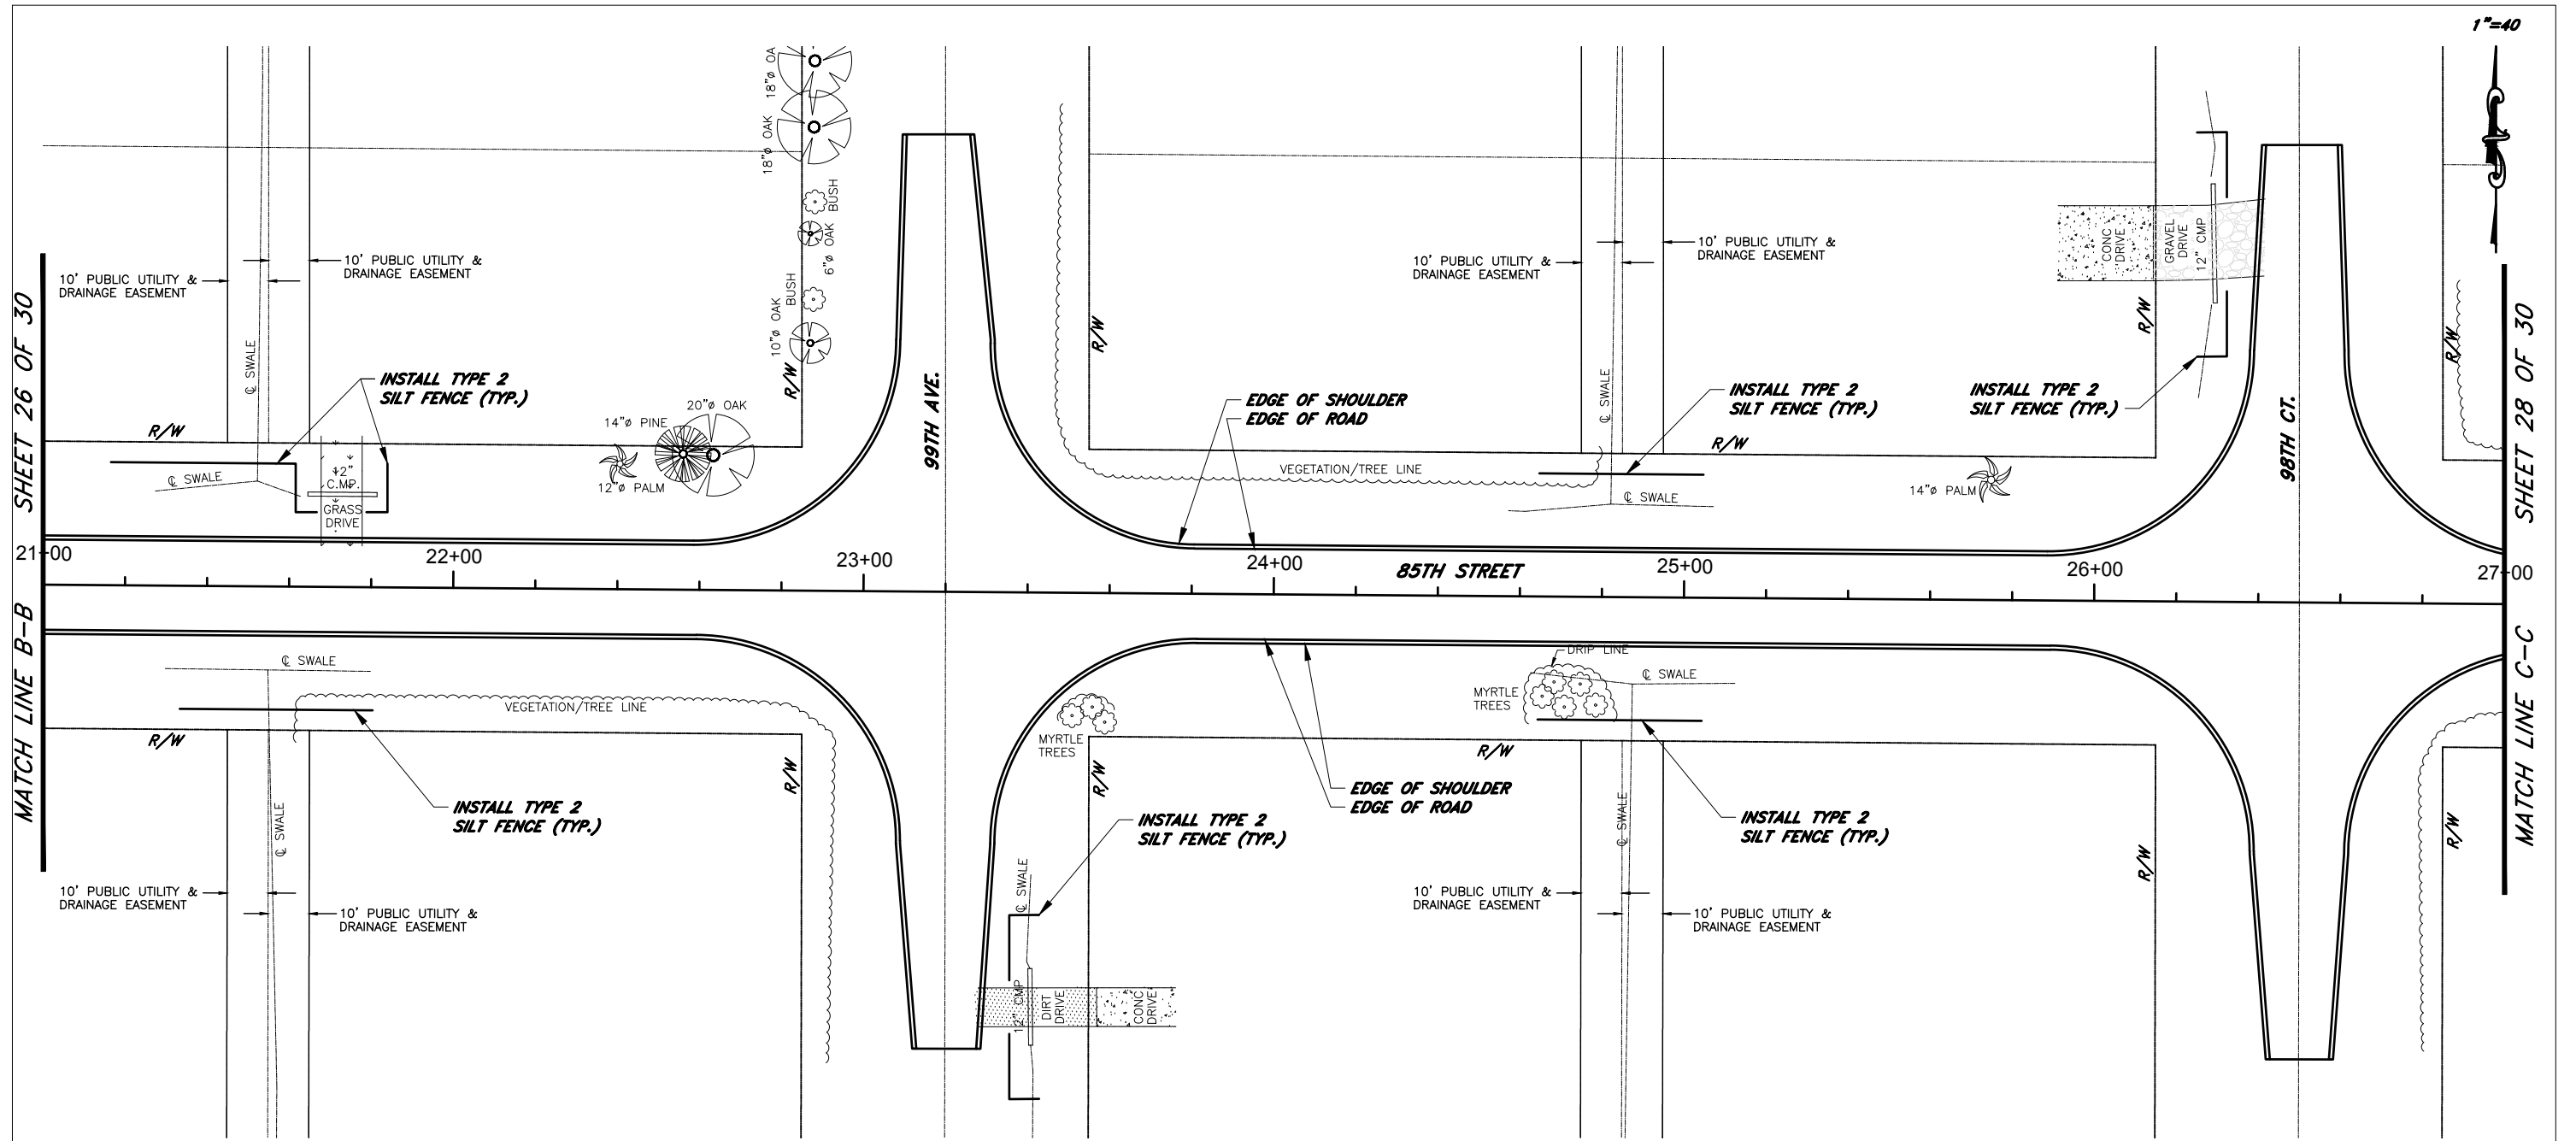 1"=40
18"ø OA
18"ø OAK
BUSH
6"ø OAK
BUSH
10"ø OAK
R/W
10' PUBLIC UTILITY &
DRAINAGE EASEMENT
10' PUBLIC UTILITY &
DRAINAGE EASEMENT
℄ SWALE
INSTALL TYPE 2
SILT FENCE (TYP.)
R/W
℄ SWALE
12"
C.M.P.
GRASS
DRIVE
14"ø PINE
20"ø OAK
12"ø PALM
99TH AVE.
R/W
EDGE OF SHOULDER
EDGE OF ROAD
VEGETATION/TREE LINE
10' PUBLIC UTILITY &
DRAINAGE EASEMENT
10' PUBLIC UTILITY &
DRAINAGE EASEMENT
℄ SWALE
INSTALL TYPE 2
SILT FENCE (TYP.)
R/W
℄ SWALE
INSTALL TYPE 2
SILT FENCE (TYP.)
14"ø PALM
CONC
DRIVE
GRAVEL
DRIVE
12" CMP
R/W
98TH CT.
R/W
SHEET 26 OF 30
MATCH LINE B-B
SHEET 28 OF 30
MATCH LINE C-C
21+00
22+00
23+00
24+00
85TH STREET
25+00
26+00
27+00
℄ SWALE
VEGETATION/TREE LINE
R/W
INSTALL TYPE 2
SILT FENCE (TYP.)
℄ SWALE
10' PUBLIC UTILITY &
DRAINAGE EASEMENT
10' PUBLIC UTILITY &
DRAINAGE EASEMENT
R/W
MYRTLE
TREES
R/W
INSTALL TYPE 2
SILT FENCE (TYP.)
℄ SWALE
12" CMP
DIRT
DRIVE
CONC
DRIVE
EDGE OF SHOULDER
EDGE OF ROAD
DRIP LINE
MYRTLE
TREES
℄ SWALE
R/W
℄ SWALE
INSTALL TYPE 2
SILT FENCE (TYP.)
10' PUBLIC UTILITY &
DRAINAGE EASEMENT
10' PUBLIC UTILITY &
DRAINAGE EASEMENT
R/W
R/W